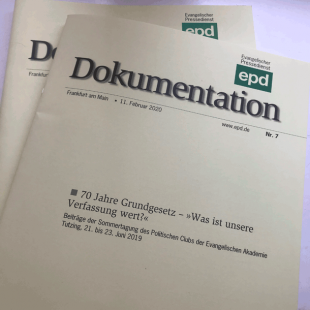 Evangelischer
Pressedienst
epd
Dokumentation
Evangelischer
Pressedienst
epd
Dokumentation
www.epd.de
Frankfurt am Main ■ 11. Februar 2020
Nr. 7
■ 70 Jahre Grundgesetz – »Was ist unsere
Verfassung wert?«
Beiträge der Sommertagung des Politischen Clubs der Evangelischen Akademie
Tutzing, 21. bis 23. Juni 2019